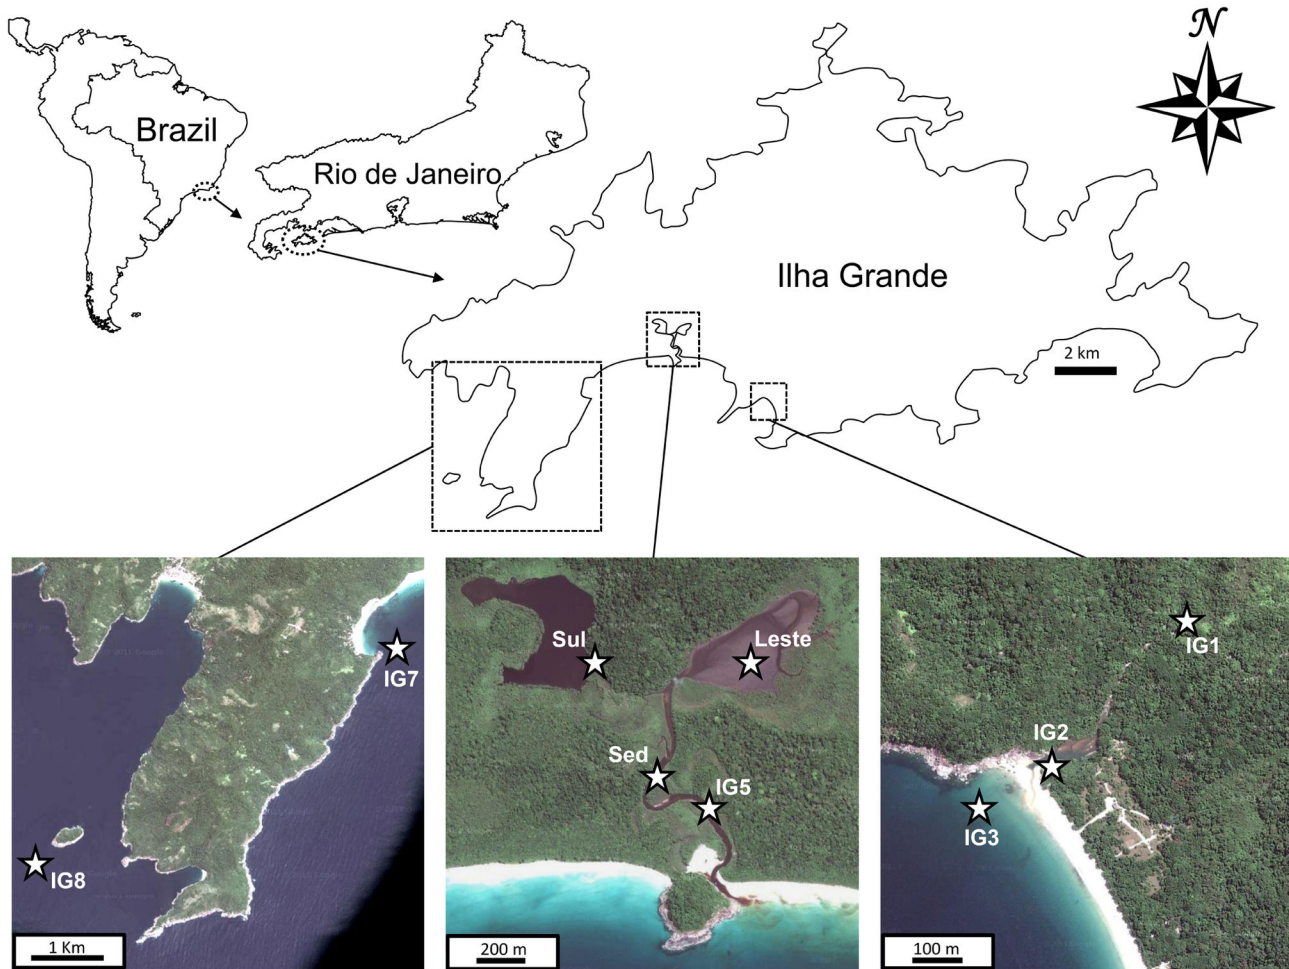 N
Brazil
Rio de Janeiro
Ilha Grande
2 km
IG7
IG8
1 Km
Sul
Leste
Sed
IG5
200 m
IG1
IG2
IG3
100 m